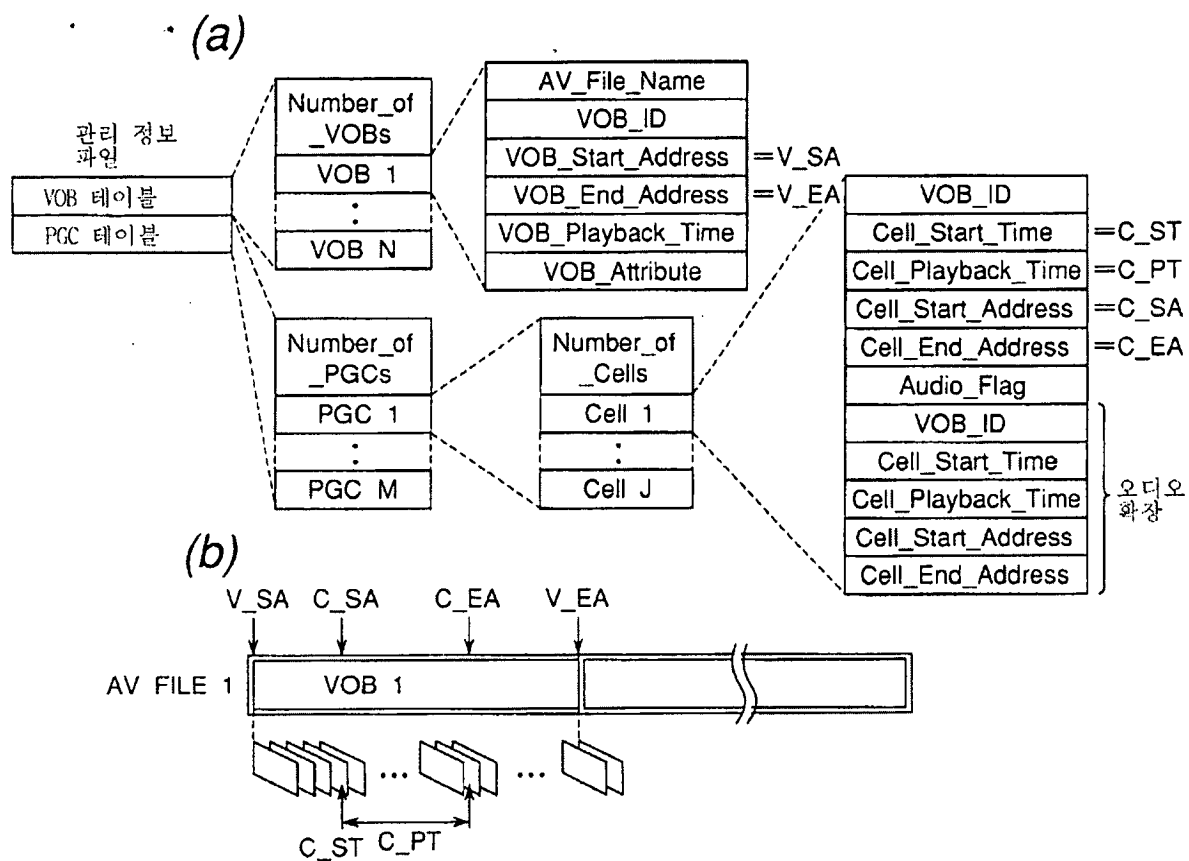 (a)
관리 정보
파일
VOB 테이블
PGC 테이블
Number_of
_VOBs
VOB 1
:
VOB N
AV_File_Name
VOB_ID
VOB_Start_Address
=V_SA
VOB_End_Address
=V_EA
VOB_Playback_Time
VOB_Attribute
Number_of
_PGCs
PGC 1
:
PGC M
Number_of
_Cells
Cell 1
:
Cell J
VOB_ID
Cell_Start_Time
=C_ST
Cell_Playback_Time
=C_PT
Cell_Start_Address
=C_SA
Cell_End_Address
=C_EA
Audio_Flag
VOB_ID
Cell_Start_Time
Cell_Playback_Time
Cell_Start_Address
Cell_End_Address
오디오
확장
(b)
V_SA C_SA C_EA V_EA
AV FILE 1
VOB 1
... ...
C_ST C_PT